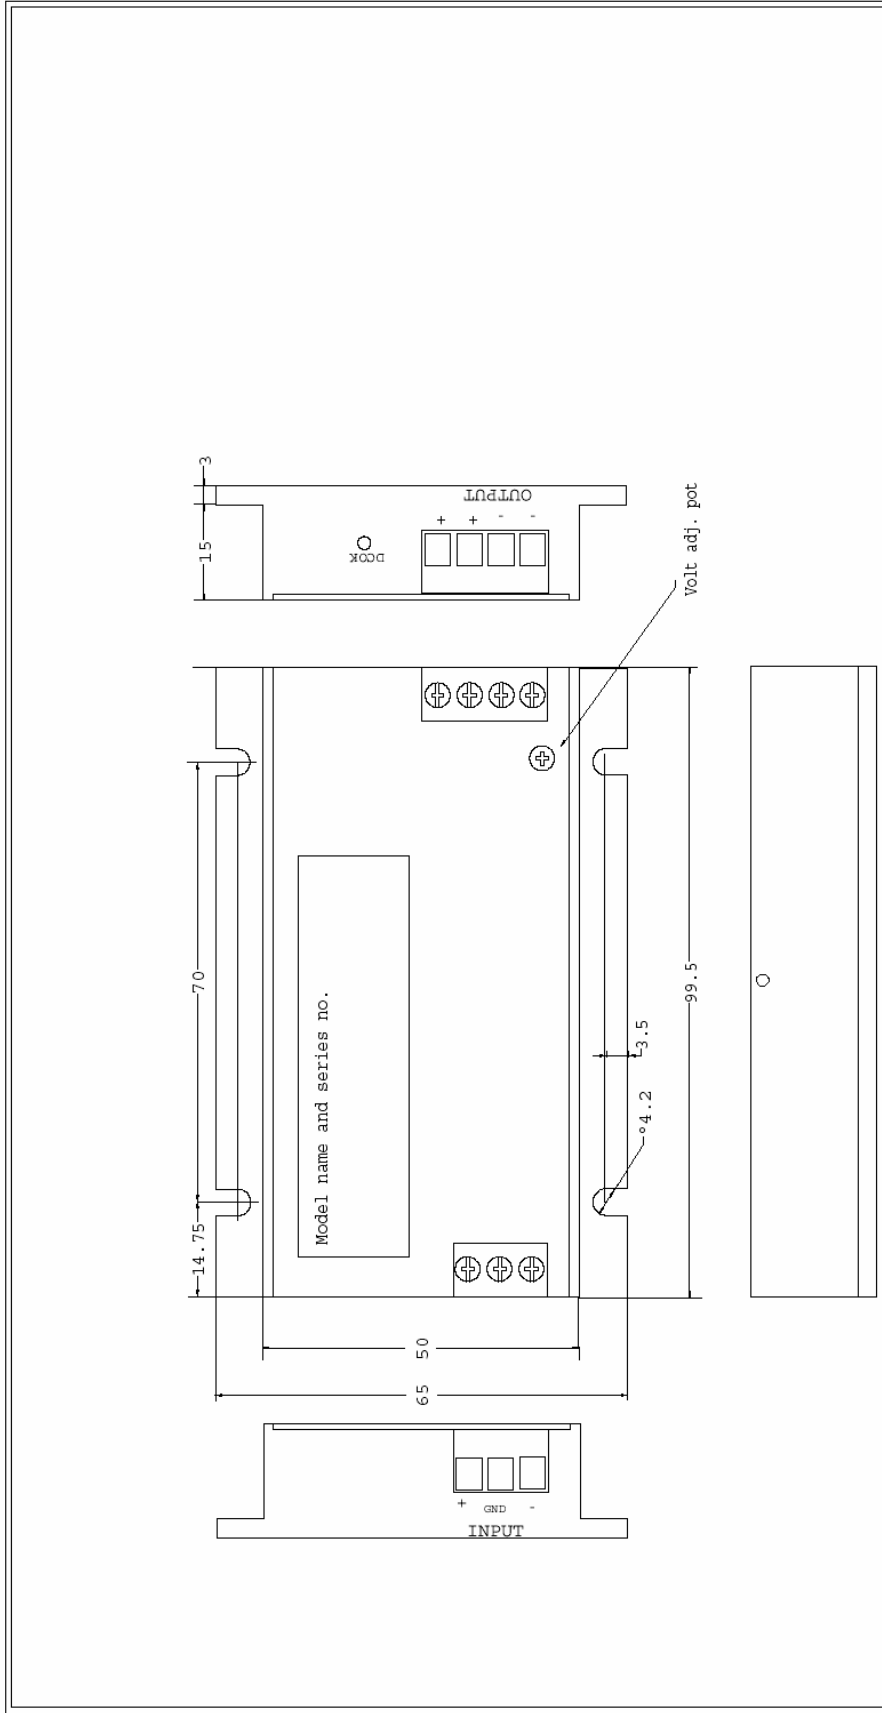 3
15
OUTPUT
+
+
-
-
DCOK
Volt adj. pot
70
14.75
Model name and series no.
99.5
3.5
°4.2
50
65
+
GND
-
INPUT